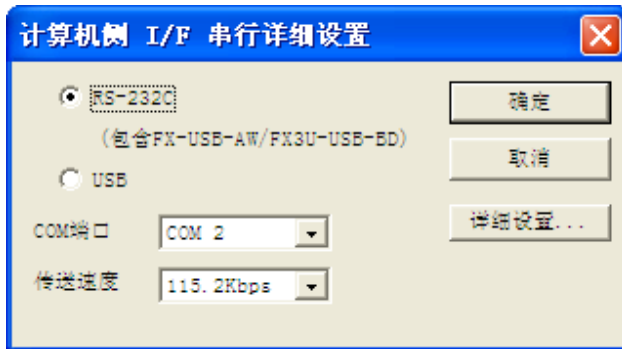 计算机侧 I/F 串行详细设置
RS-232C
(包含FX-USB-AW/FX3U-USB-BD)
USB
COM端口 COM 2
传送速度 115.2Kbps
确定
取消
详细设置...